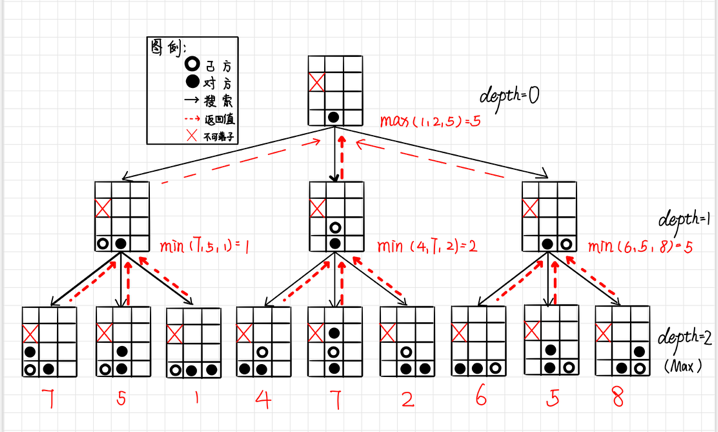 图例:
己方
对方
搜索
返回值
不可落子
depth=0
max(1,2,5)=5
depth=1
min(7,5,1)=1
min(4,7,2)=2
min(6,5,8)=5
depth=2
(Max)
7 5 1 4 7 2 6 5 8